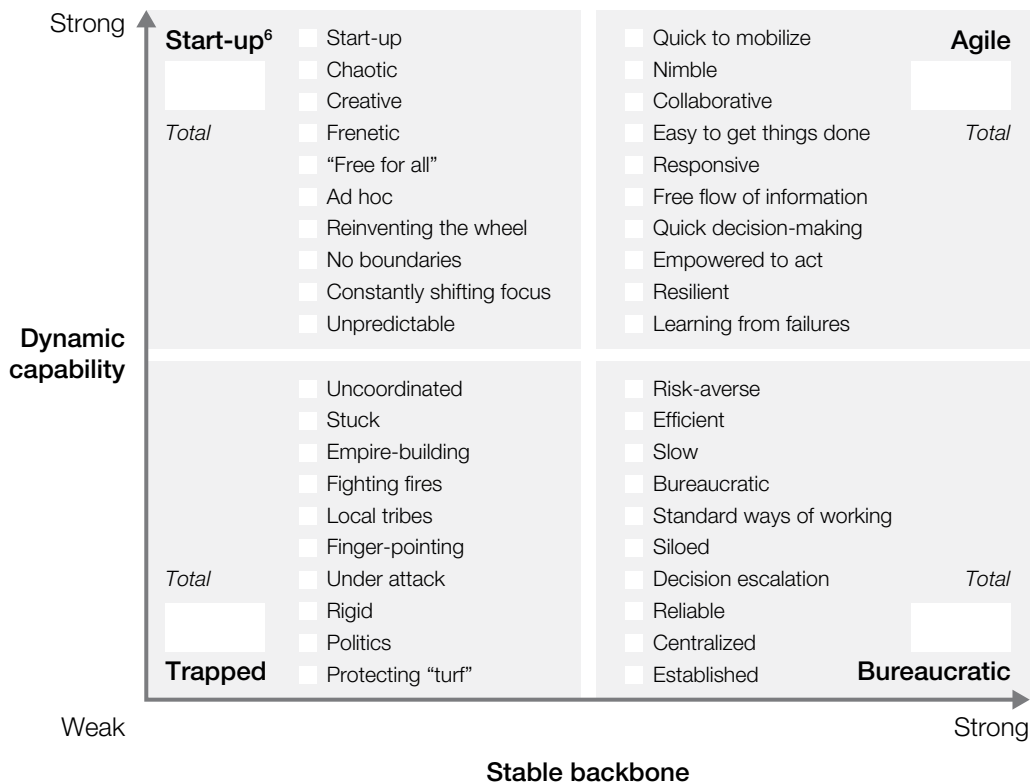 Strong
Start-up⁶
Total
Start-up
Chaotic
Creative
Frenetic
“Free for all”
Ad hoc
Reinventing the wheel
No boundaries
Constantly shifting focus
Unpredictable
Quick to mobilize
Nimble
Collaborative
Easy to get things done
Responsive
Free flow of information
Quick decision-making
Empowered to act
Resilient
Learning from failures
Agile
Total
Dynamic
capability
Total
Trapped
Uncoordinated
Stuck
Empire-building
Fighting fires
Local tribes
Finger-pointing
Under attack
Rigid
Politics
Protecting “turf”
Risk-averse
Efficient
Slow
Bureaucratic
Standard ways of working
Siloed
Decision escalation
Reliable
Centralized
Established
Total
Bureaucratic
Weak
Strong
Stable backbone